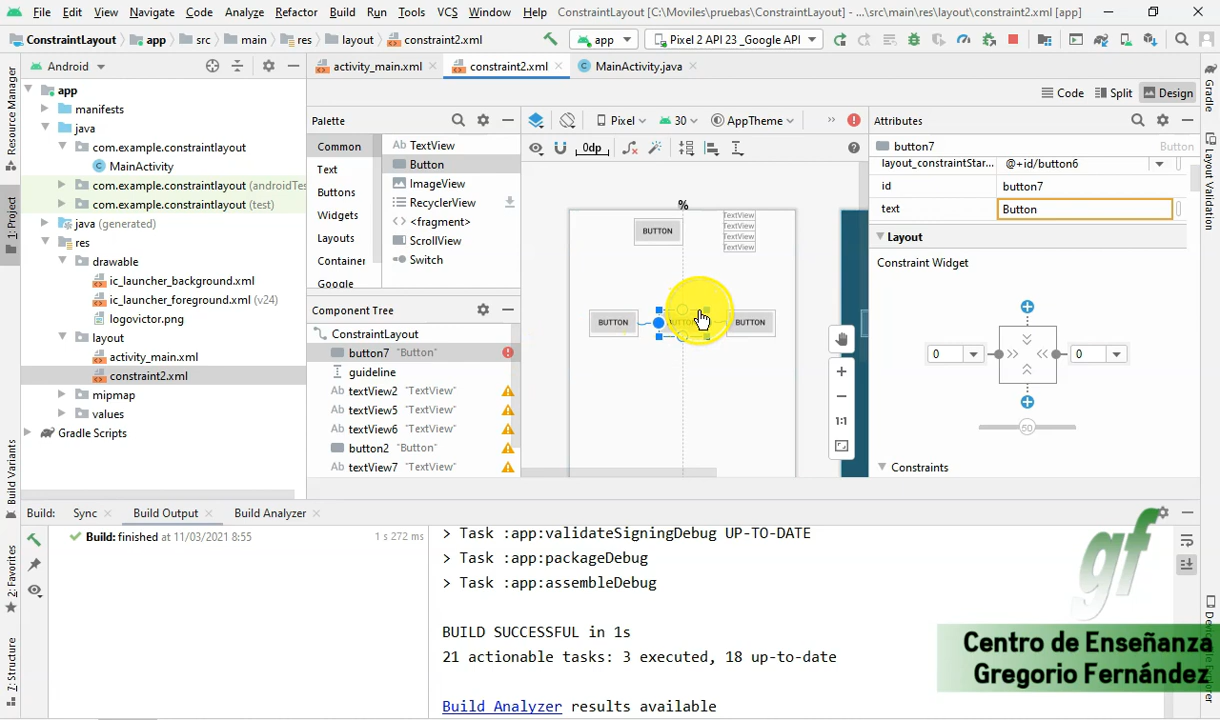 File Edit View Navigate Code Analyze Refactor Build Run Tools VCS Window Help ConstraintLayout [C:\Moviles\pruebas\ConstraintLayout] - ...\src\main\res\layout\constraint2.xml [app]
ConstraintLayout app src main res layout constraint2.xml app Pixel 2 API 23 _Google API
Android activity_main.xml constraint2.xml MainActivity.java
Code Split Design
app
manifests
java
com.example.constraintlayout
MainActivity
com.example.constraintlayout (androidTes
com.example.constraintlayout (test)
java (generated)
res
drawable
ic_launcher_background.xml
ic_launcher_foreground.xml (v24)
logovictor.png
layout
activity_main.xml
constraint2.xml
mipmap
values
Gradle Scripts
Resource Manager
1: Project
Build Variants
2: Favorites
Z: Structure
Palette
Common
Text
Buttons
Widgets
Layouts
Container
Google
Ab TextView
Button
ImageView
RecyclerView
<> <fragment>
ScrollView
Switch
Component Tree
ConstraintLayout
button7 "Button"
guideline
Ab textView2 "TextView"
Ab textView5 "TextView"
Ab textView6 "TextView"
button2 "Button"
Ab textView7 "TextView"
Pixel 30 AppTheme »
0dp
%
BUTTON
TextView
TextView
TextView
TextView
BUTTON
BUTTON
1:1
Attributes
button7 Button
layout_constraintStar... @+id/button6
id button7
text Button
Layout
Constraint Widget
0 0
50
Constraints
Gradle
Layout Validation
Build: Sync Build Output Build Analyzer
Build: finished at 11/03/2021 8:55 1 s 272 ms
> Task :app:validateSigningDebug UP-TO-DATE
> Task :app:packageDebug
> Task :app:assembleDebug
BUILD SUCCESSFUL in 1s
21 actionable tasks: 3 executed, 18 up-to-date
Build Analyzer results available
gf
Centro de Enseñanza
Gregorio Fernández